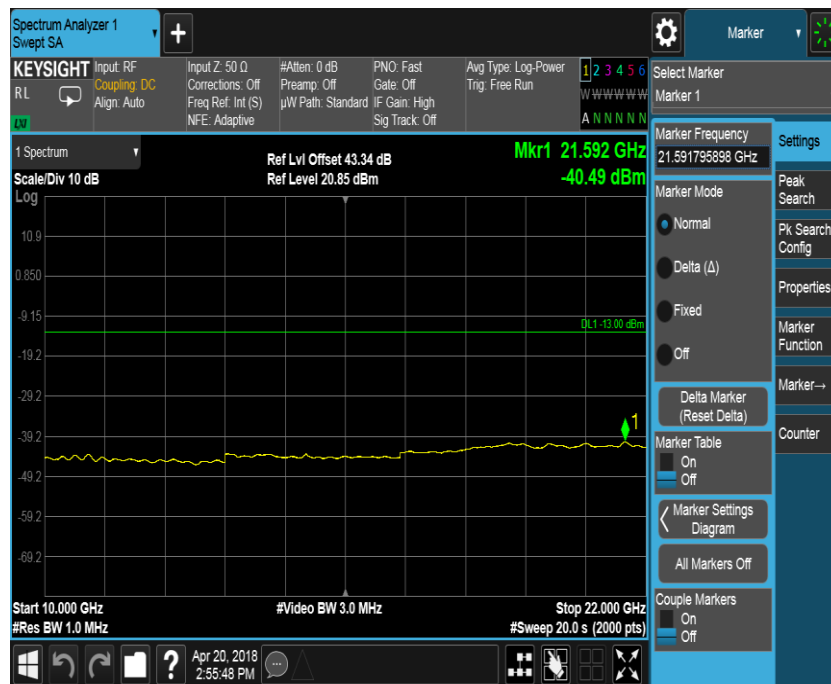 Spectrum Analyzer 1
Swept SA
+
Marker
KEYSIGHT
RL
LXI
Input: RF
Coupling: DC
Align: Auto
Input Z: 50 Ω
Corrections: Off
Freq Ref: Int (S)
NFE: Adaptive
#Atten: 0 dB
Preamp: Off
µW Path: Standard
PNO: Fast
Gate: Off
IF Gain: High
Sig Track: Off
Avg Type: Log-Power
Trig: Free Run
1 2 3 4 5 6
W W W W W W
A N N N N N
Select Marker
Marker 1
1 Spectrum
Scale/Div 10 dB
Log
Ref Lvl Offset 43.34 dB
Ref Level 20.85 dBm
Mkr1 21.592 GHz
-40.49 dBm
10.9
0.850
-9.15
-19.2
-29.2
-39.2
-49.2
-59.2
-69.2
DL1 -13.00 dBm
1
Start 10.000 GHz
#Res BW 1.0 MHz
#Video BW 3.0 MHz
Stop 22.000 GHz
#Sweep 20.0 s (2000 pts)
Marker Frequency
21.591795898 GHz
Marker Mode
Normal
Delta (Δ)
Fixed
Off
Delta Marker
(Reset Delta)
Marker Table
On
Off
Marker Settings
Diagram
All Markers Off
Couple Markers
On
Off
Settings
Peak
Search
Pk Search
Config
Properties
Marker
Function
Marker→
Counter
?
Apr 20, 2018
2:55:48 PM